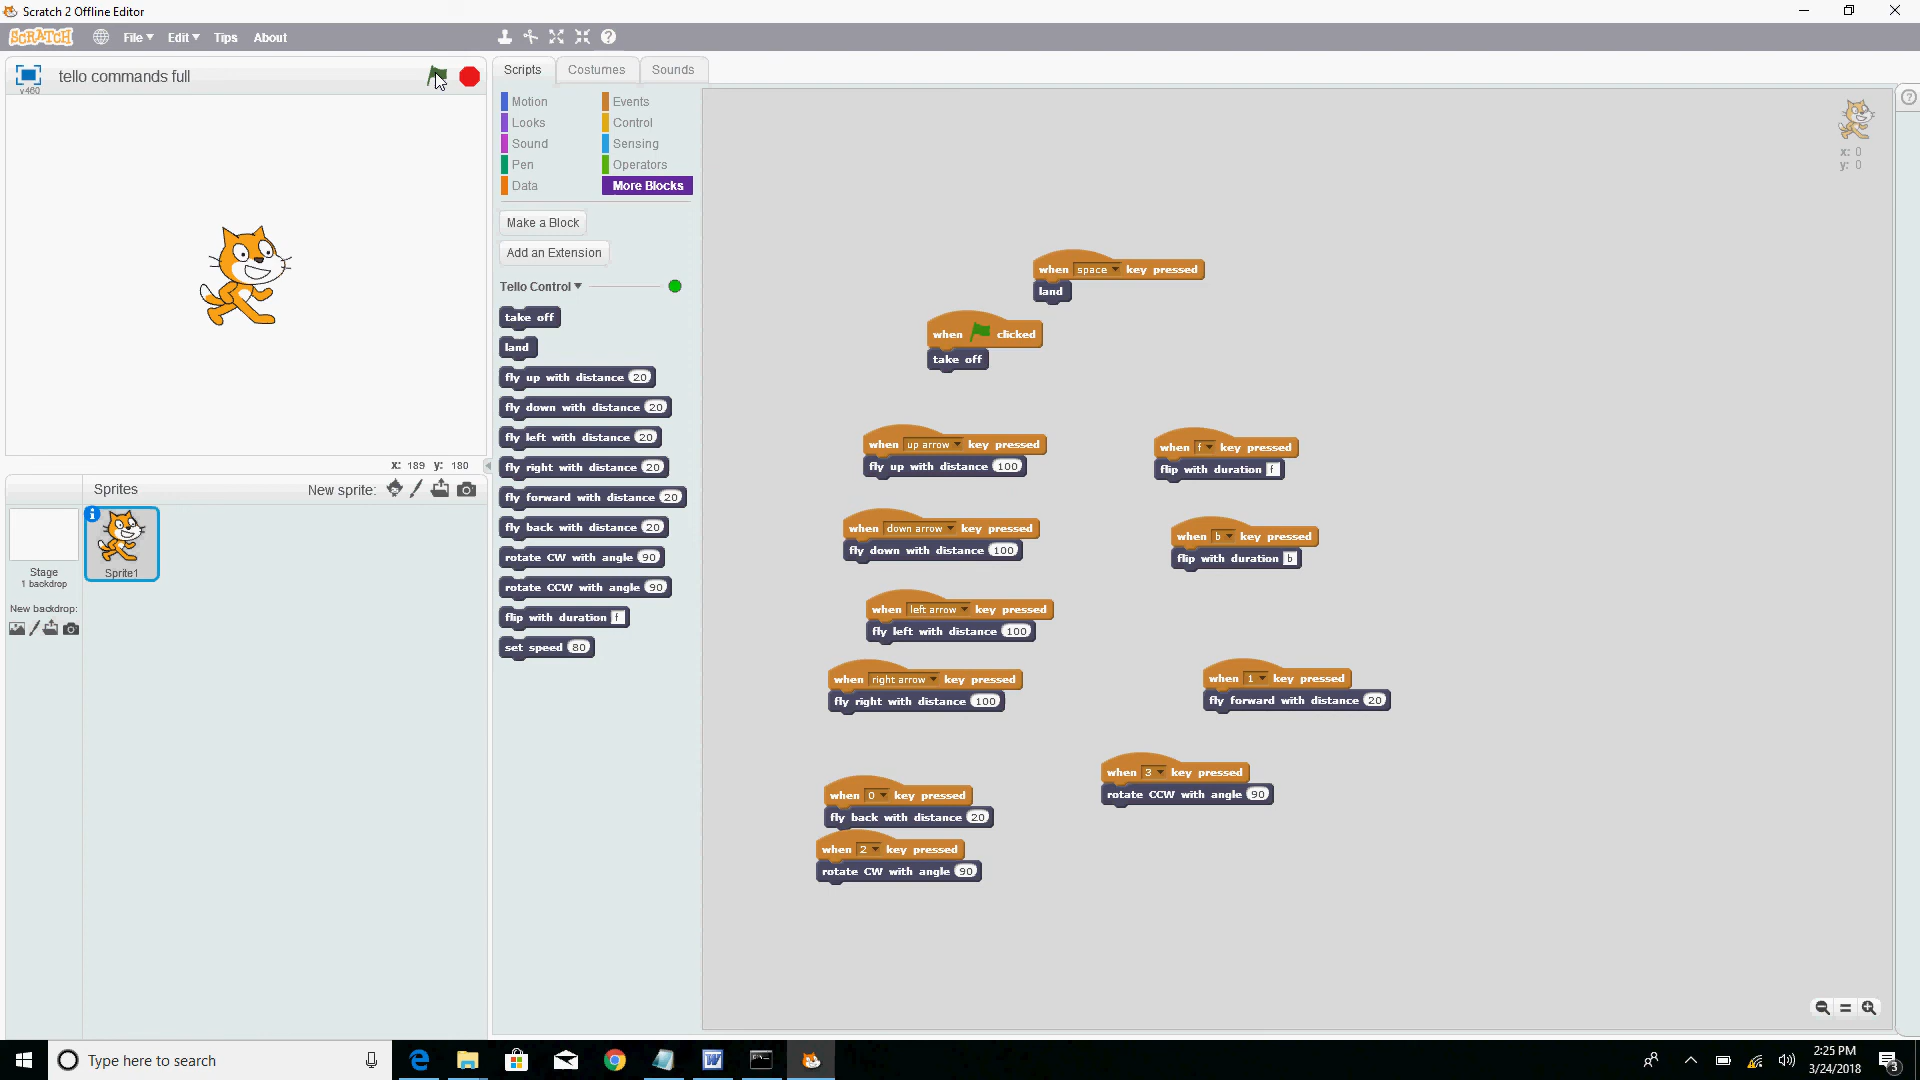 Scratch 2 Offline Editor
SCRATCH File Edit Tips About
tello commands full
v460
Scripts Costumes Sounds
Motion Events
Looks Control
Sound Sensing
Pen Operators
Data More Blocks
Make a Block
Add an Extension
Tello Control
take off
land
fly up with distance 20
fly down with distance 20
fly left with distance 20
fly right with distance 20
fly forward with distance 20
fly back with distance 20
rotate CW with angle 90
rotate CCW with angle 90
flip with duration f
set speed 80
x: 189 y: 180
Sprites New sprite:
Stage
1 backdrop
New backdrop:
Sprite1
x: 0
y: 0
when space key pressed
land
when clicked
take off
when up arrow key pressed
fly up with distance 100
when f key pressed
flip with duration f
when down arrow key pressed
fly down with distance 100
when b key pressed
flip with duration b
when left arrow key pressed
fly left with distance 100
when right arrow key pressed
fly right with distance 100
when 1 key pressed
fly forward with distance 20
when 3 key pressed
rotate CCW with angle 90
when 0 key pressed
fly back with distance 20
when 2 key pressed
rotate CW with angle 90
Type here to search
2:25 PM
3/24/2018
3